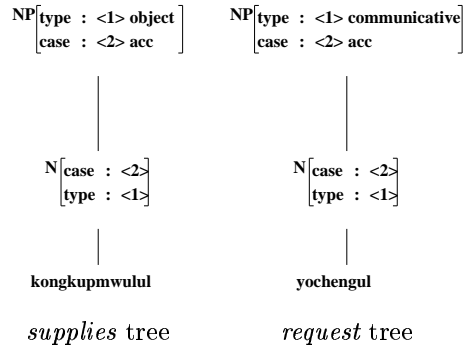 NP[type : <1> object
case : <2> acc]
NP[type : <1> communicative
case : <2> acc]
N[case : <2>
type : <1>]
N[case : <2>
type : <1>]
kongkupmwulul
yochengul
supplies tree
request tree